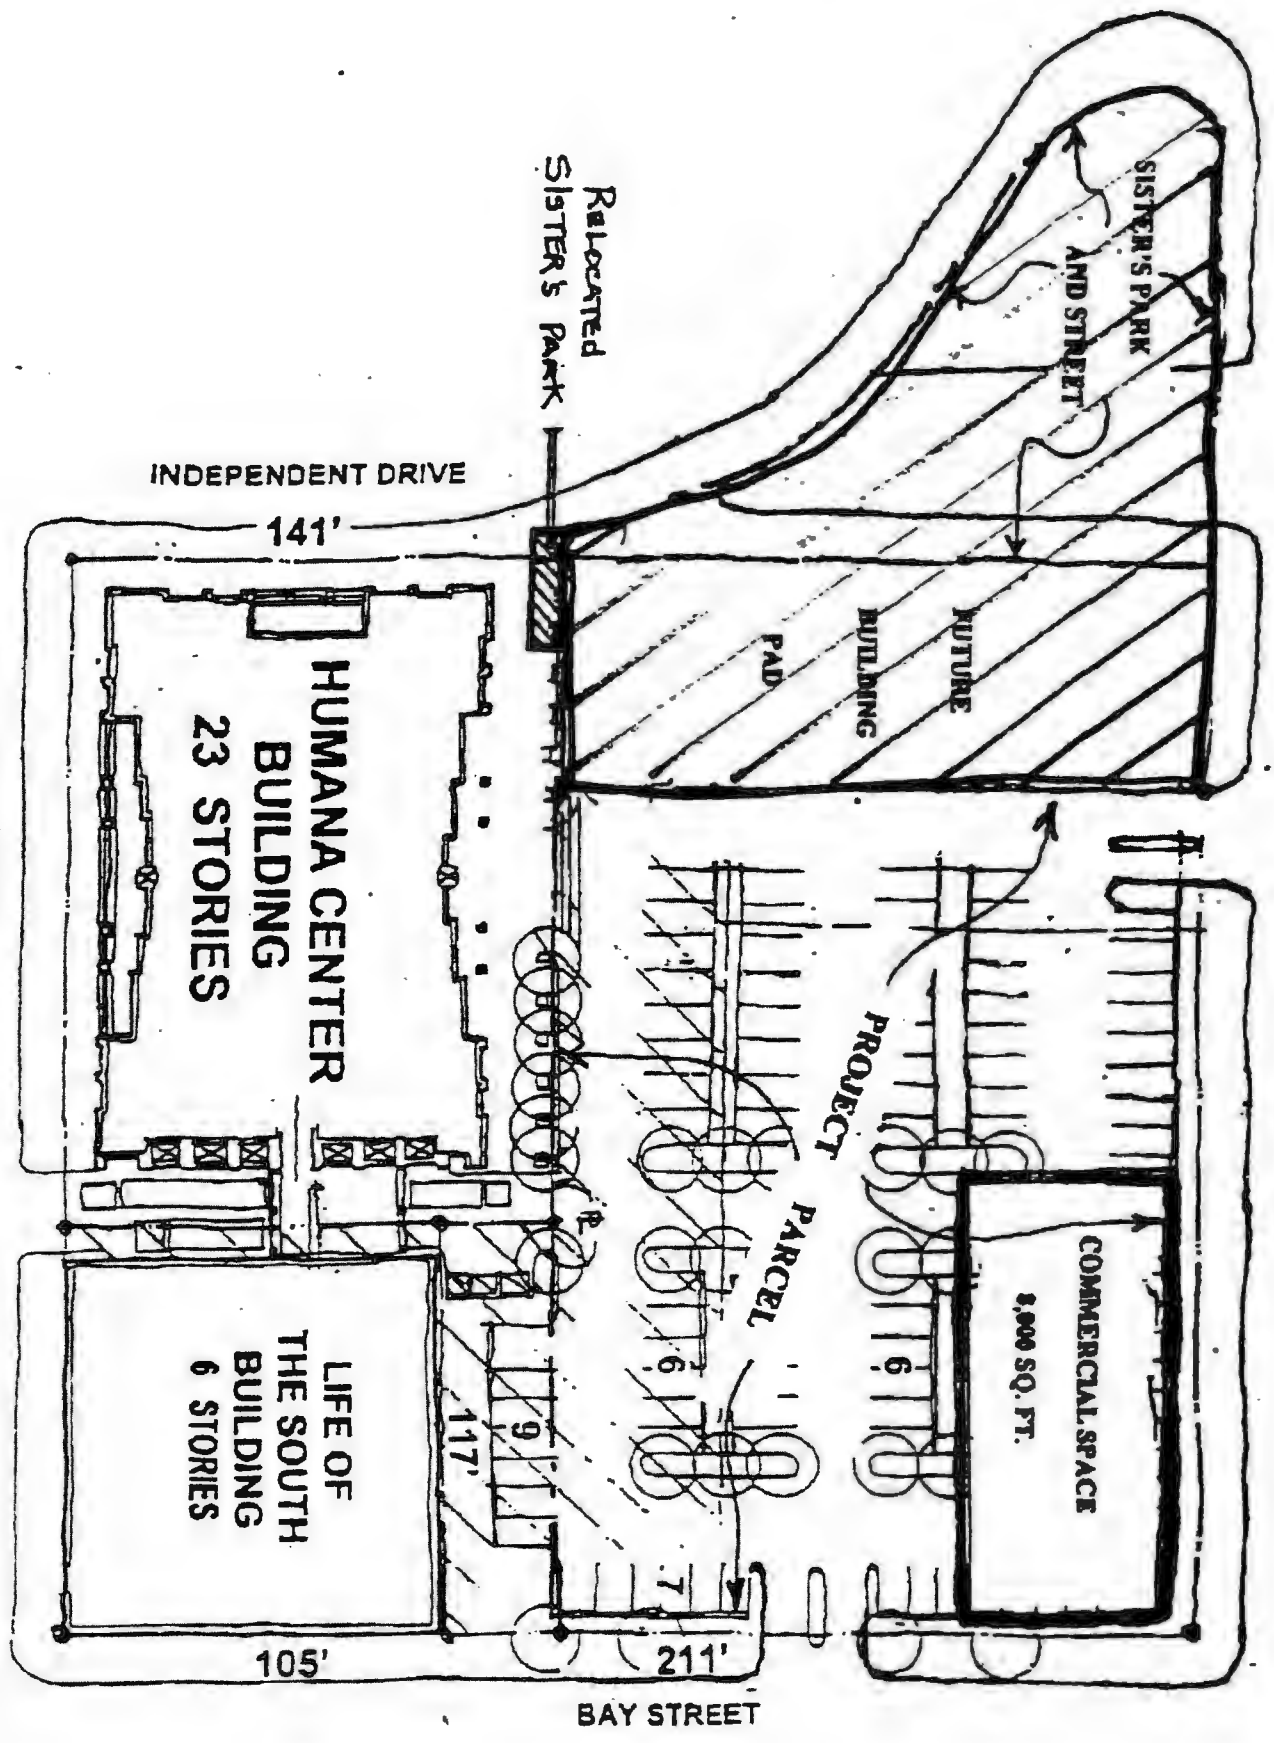 SISTER'S PARK
AND STREET
RELOCATED
SISTER'S PARK
INDEPENDENT DRIVE
141'
FUTURE
BUILDING
PAD
HUMANA CENTER
BUILDING
23 STORIES
PROJECT
PARCEL
COMMERCIAL SPACE
8,000 SQ. FT.
LIFE OF
THE SOUTH
BUILDING
6 STORIES
117'
9
6
6
7
105'
211'
BAY STREET